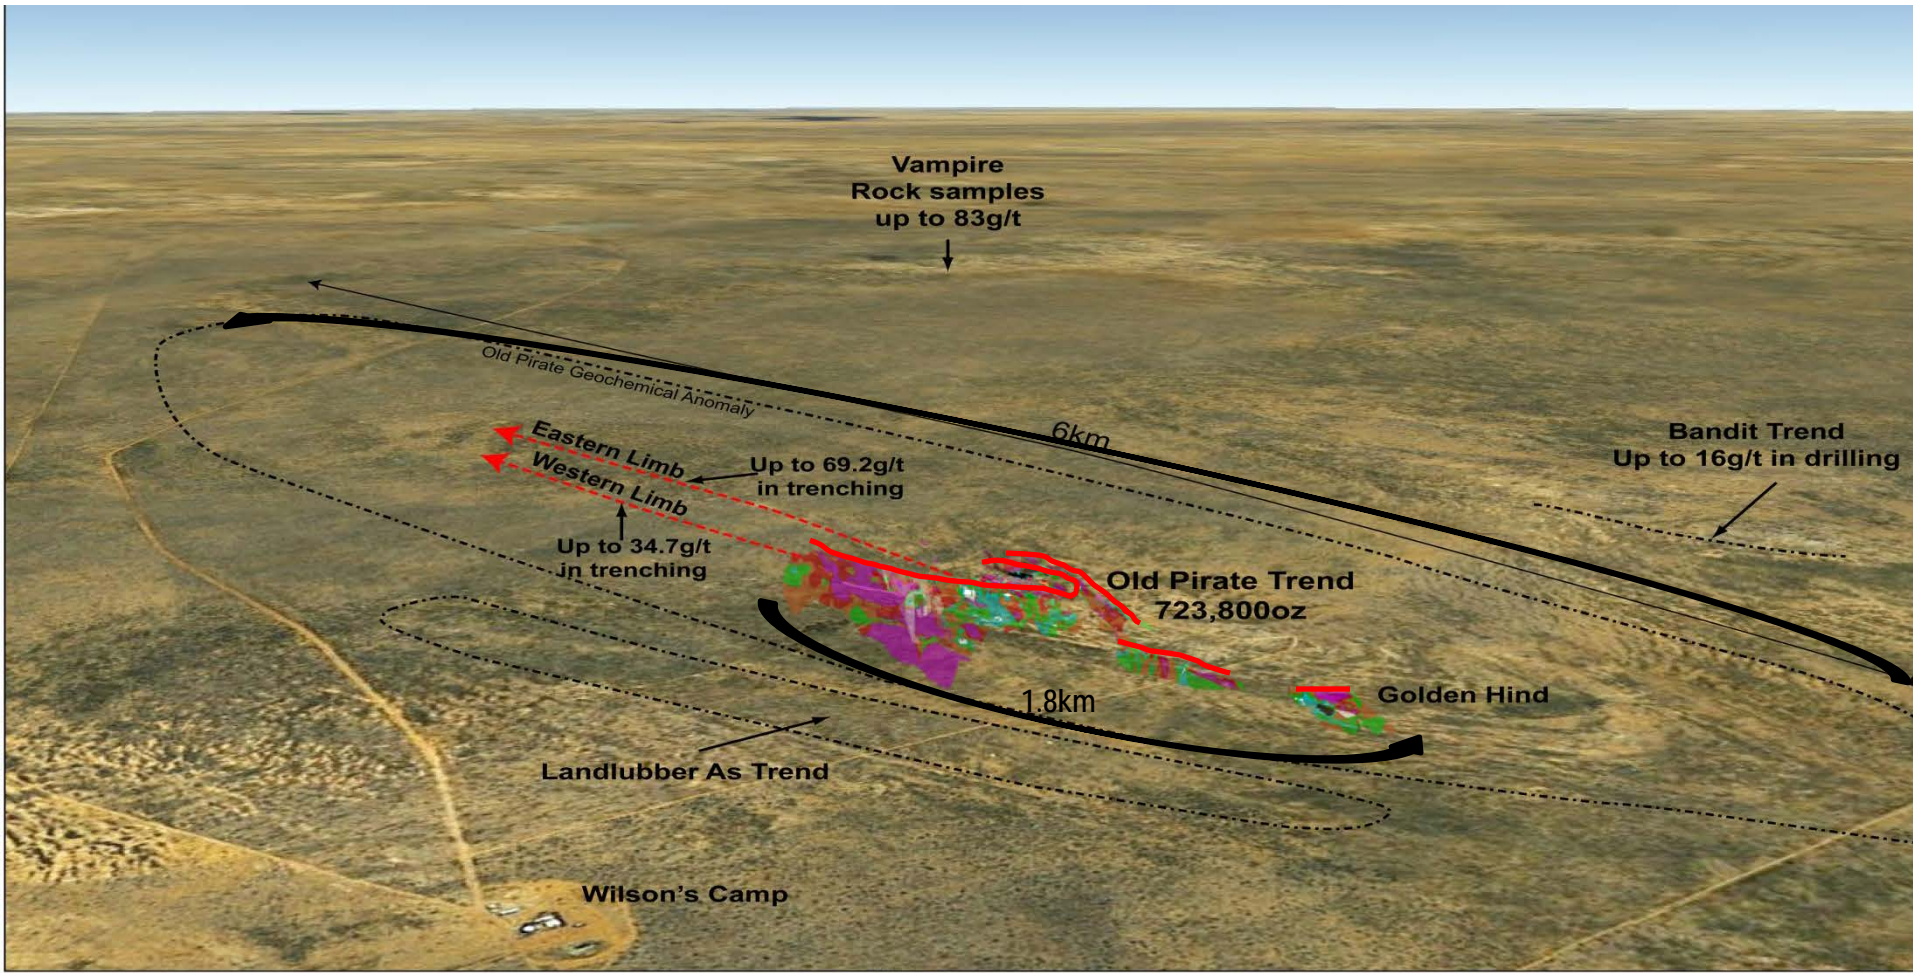 Vampire
Rock samples
up to 83g/t
Old Pirate Geochemical Anomaly
6km
Bandit Trend
Up to 16g/t in drilling
Eastern Limb
Western Limb
Up to 69.2g/t
in trenching
Up to 34.7g/t
in trenching
Old Pirate Trend
723,800oz
Golden Hind
1.8km
Landlubber As Trend
Wilson's Camp